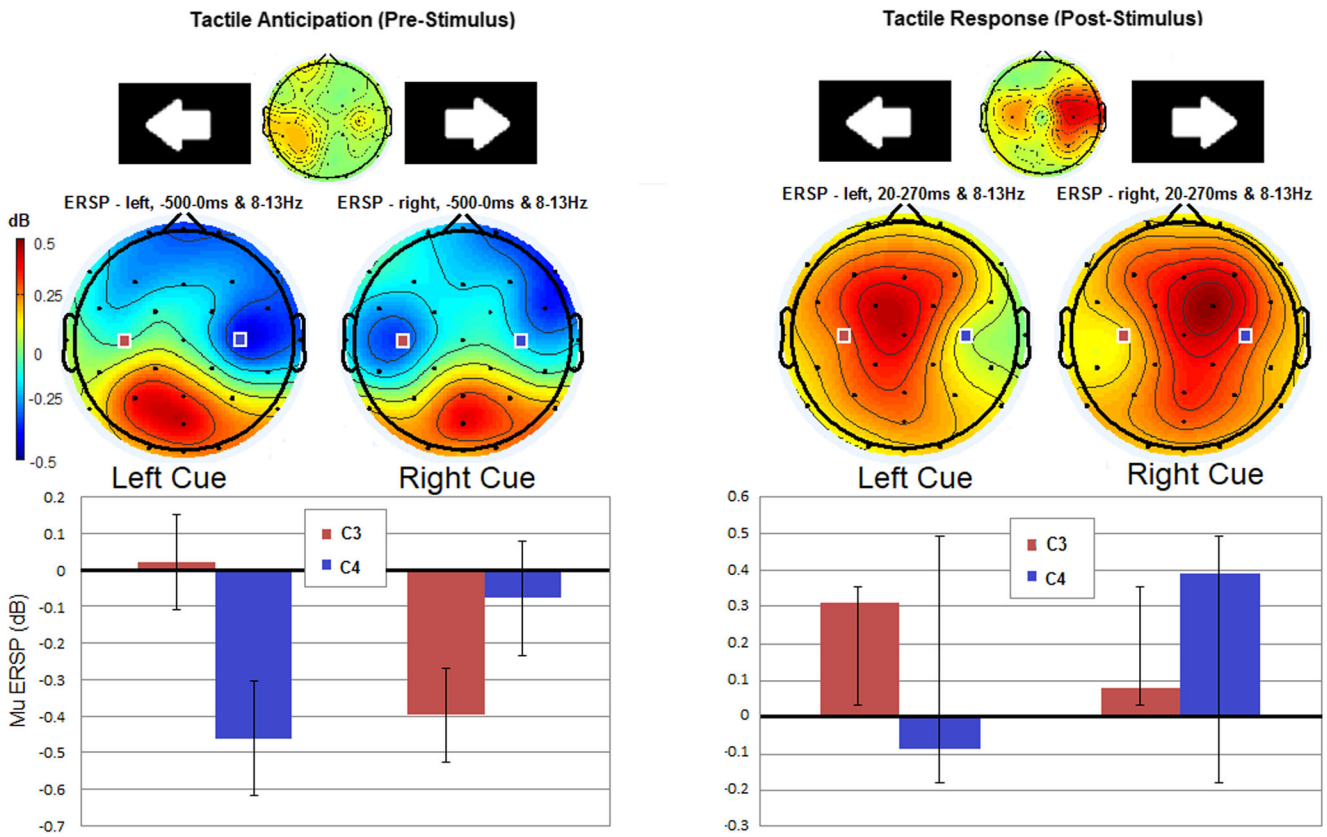 Tactile Anticipation (Pre-Stimulus)
ERSP - left, -500-0ms & 8-13Hz
ERSP - right, -500-0ms & 8-13Hz
dB
0.5
0.25
0
-0.25
-0.5
Left Cue
Right Cue
0.2
0.1
0
-0.1
-0.2
-0.3
-0.4
-0.5
-0.6
-0.7
Mu ERSP (dB)
C3
C4
Tactile Response (Post-Stimulus)
ERSP - left, 20-270ms & 8-13Hz
ERSP - right, 20-270ms & 8-13Hz
Left Cue
Right Cue
0.6
0.5
0.4
0.3
0.2
0.1
0
-0.1
-0.2
-0.3
C3
C4